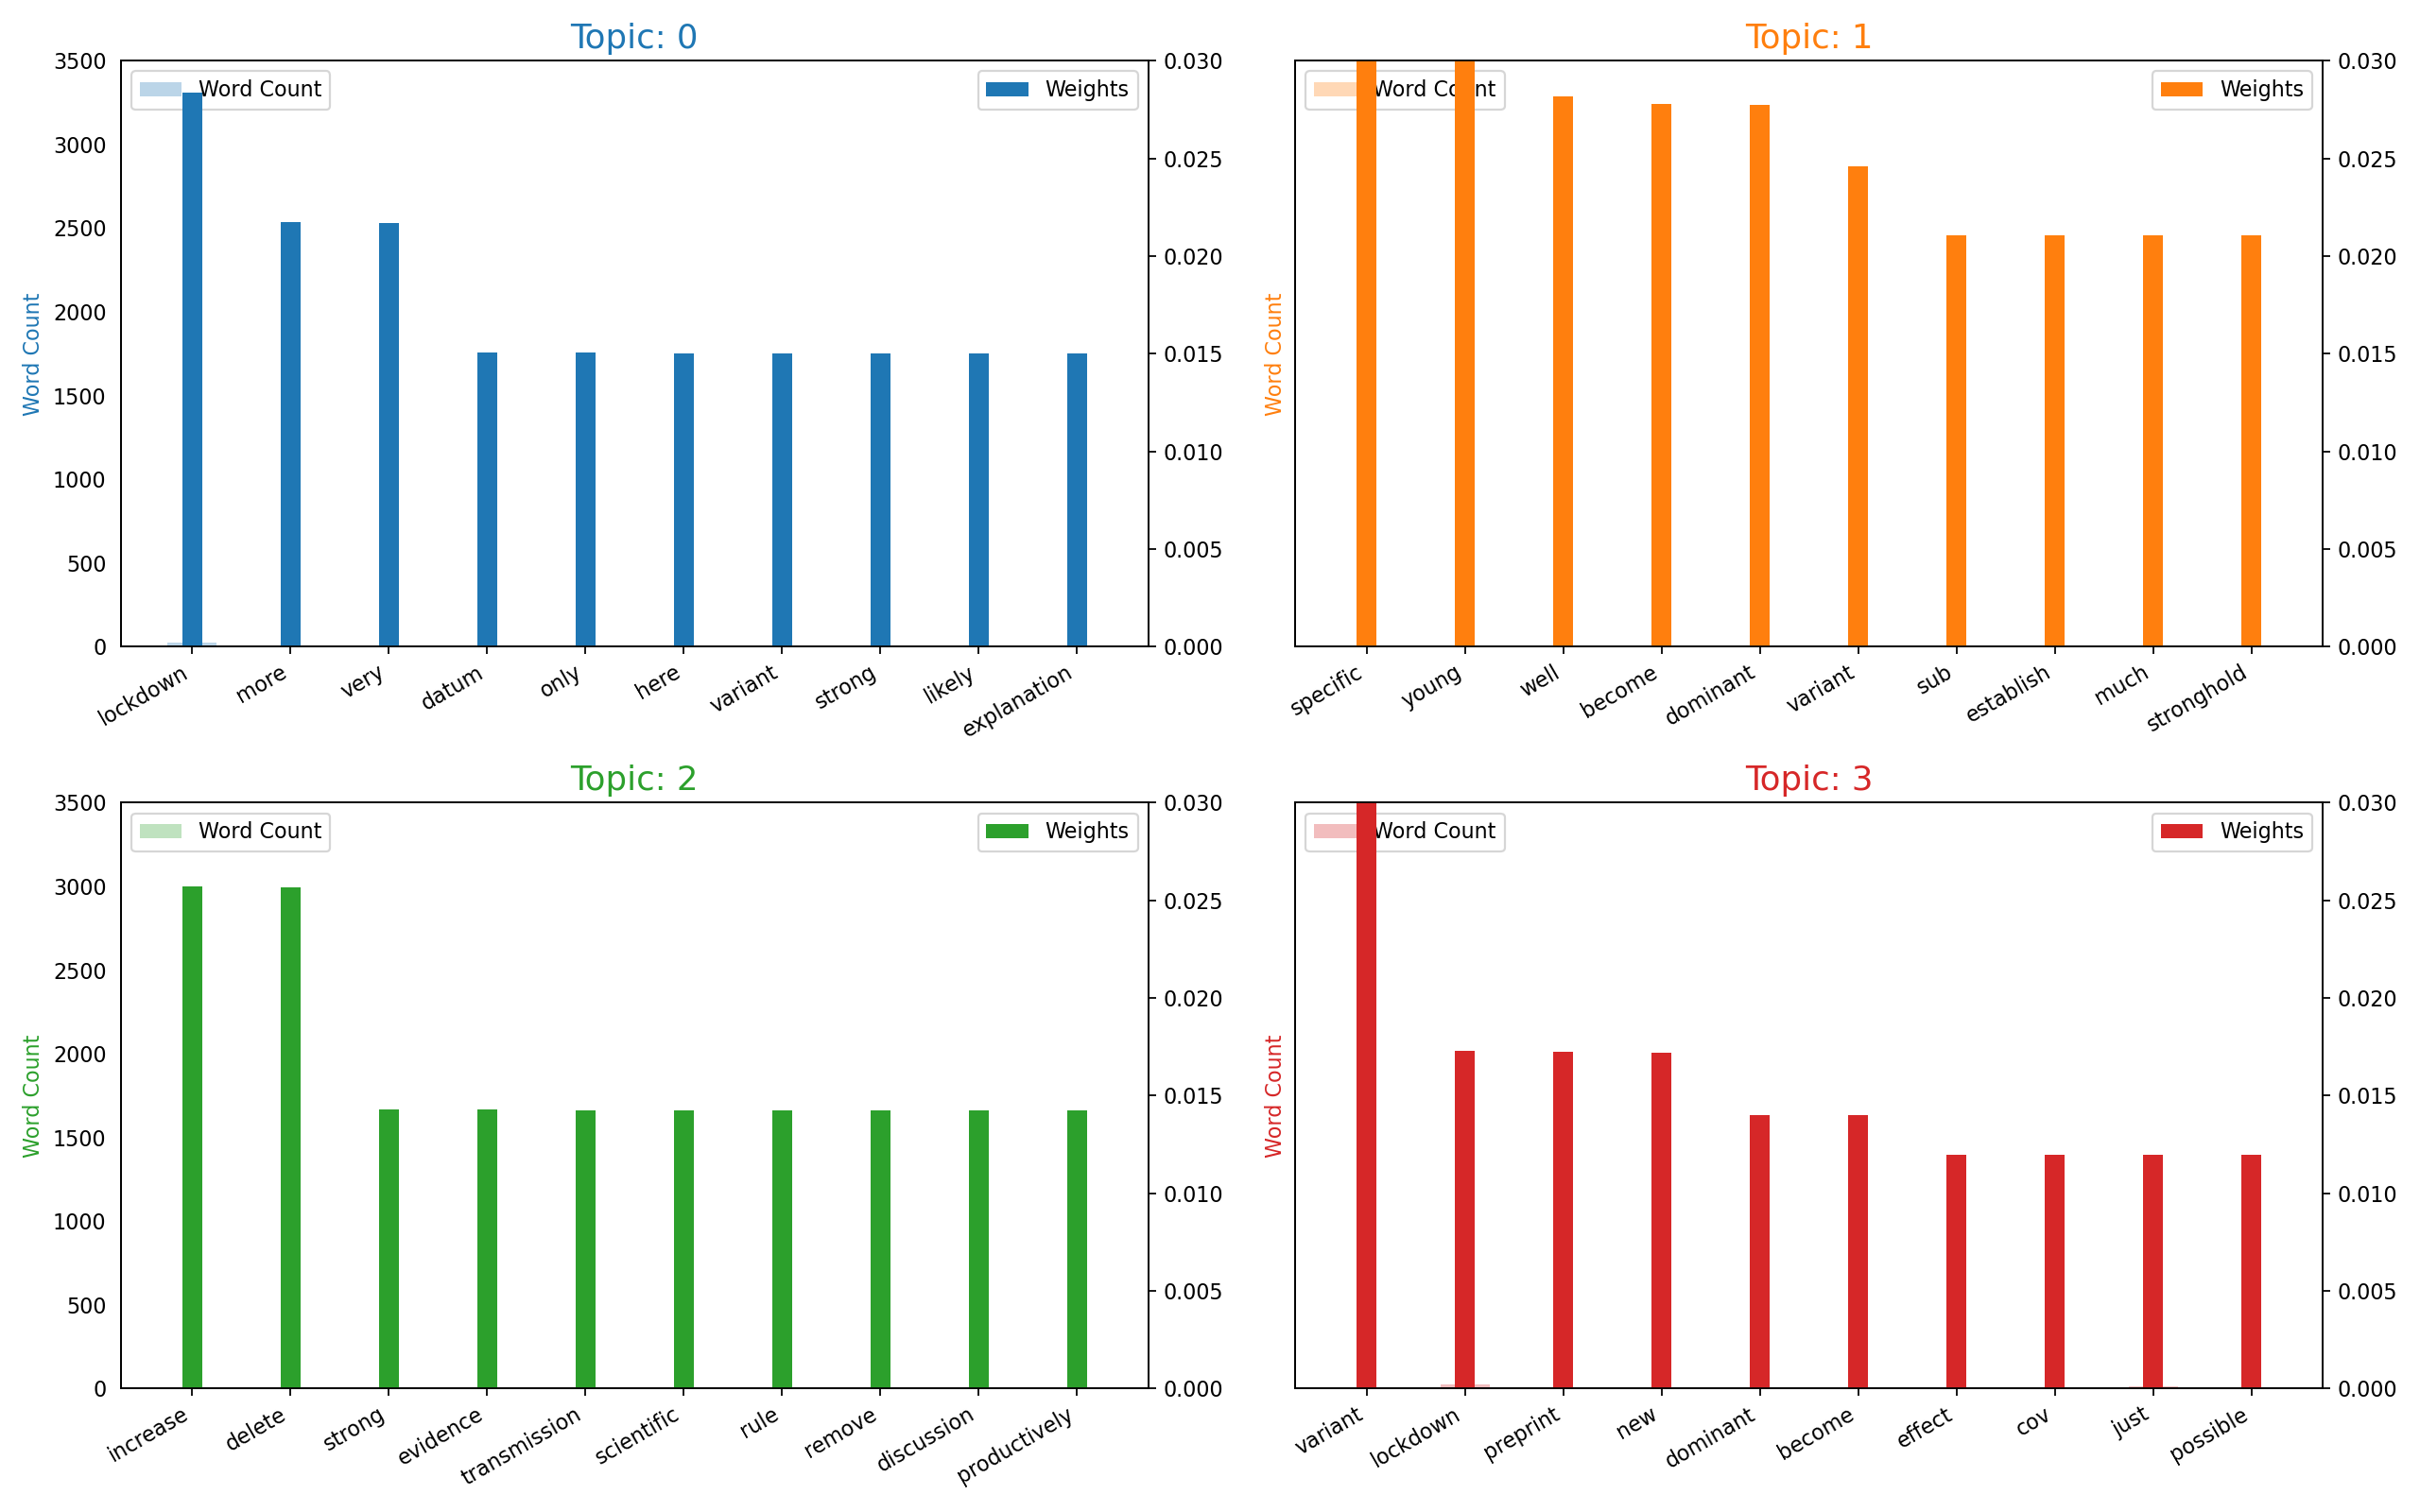 Topic: 0
Word Count
Weights
3500
3000
2500
2000
1500
1000
500
0
Word Count
0.030
0.025
0.020
0.015
0.010
0.005
0.000
lockdown
more
very
datum
only
here
variant
strong
likely
explanation
Topic: 1
Word Count
Weights
Word Count
0.030
0.025
0.020
0.015
0.010
0.005
0.000
specific
young
well
become
dominant
variant
sub
establish
much
stronghold
Topic: 2
Word Count
Weights
3500
3000
2500
2000
1500
1000
500
0
Word Count
0.030
0.025
0.020
0.015
0.010
0.005
0.000
increase
delete
strong
evidence
transmission
scientific
rule
remove
discussion
productively
Topic: 3
Word Count
Weights
Word Count
0.030
0.025
0.020
0.015
0.010
0.005
0.000
variant
lockdown
preprint
new
dominant
become
effect
cov
just
possible